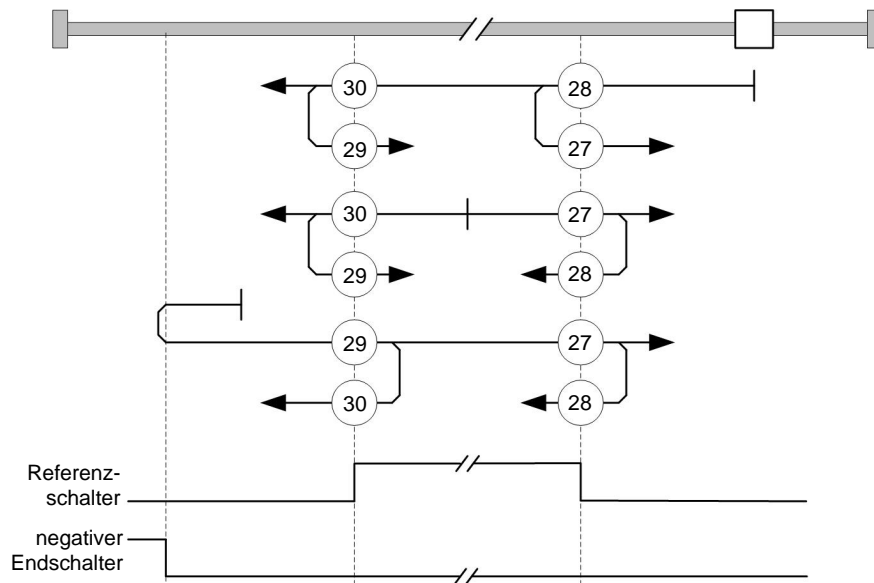 30 28
29 27
30 27
29 28
29 27
30 28
Referenz-
schalter
negativer
Endschalter